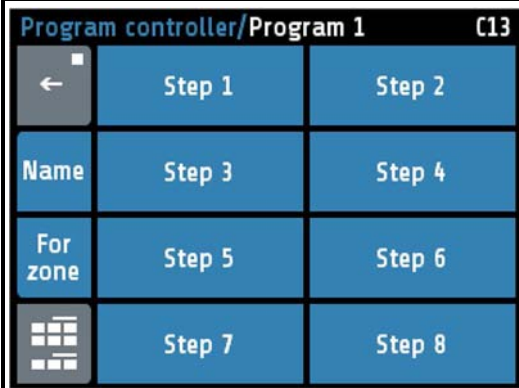 Program controller/Program 1 C13
← Step 1 Step 2
Name Step 3 Step 4
For zone Step 5 Step 6
Step 7 Step 8